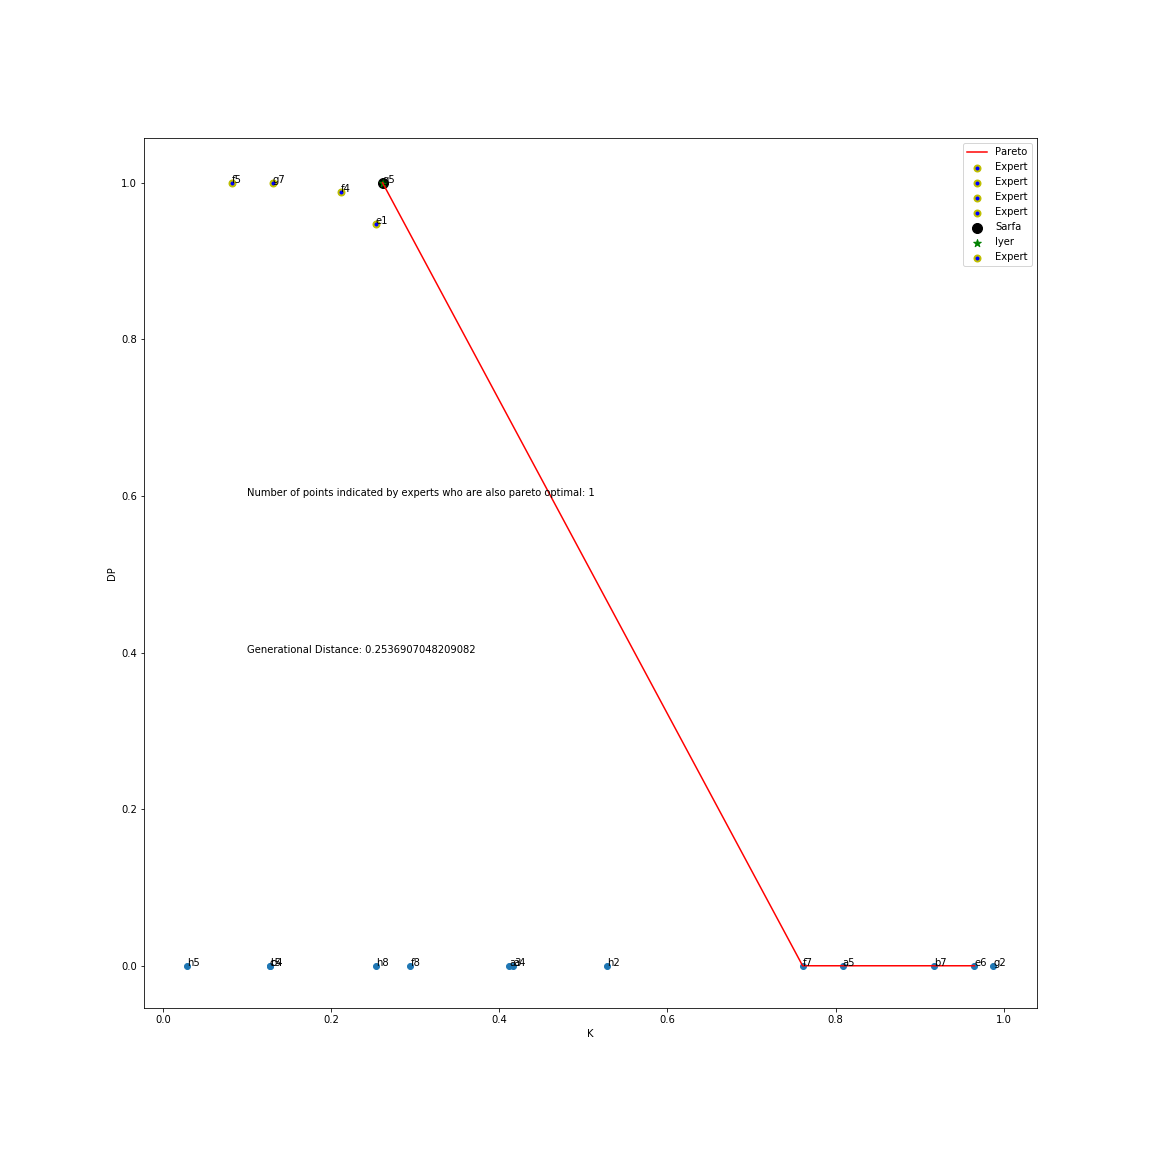 Pareto
Expert
Expert
Expert
Expert
Sarfa
Iyer
Expert
f5
g7
f4
e1
1.0
0.8
0.6
0.4
0.2
0.0
DP
Number of points indicated by experts who are also pareto optimal: 1
Generational Distance: 0.2536907048209082
h5
h8
f8
h2
f7
a5
b7
e6
g2
0.0
0.2
0.4
0.6
0.8
1.0
K